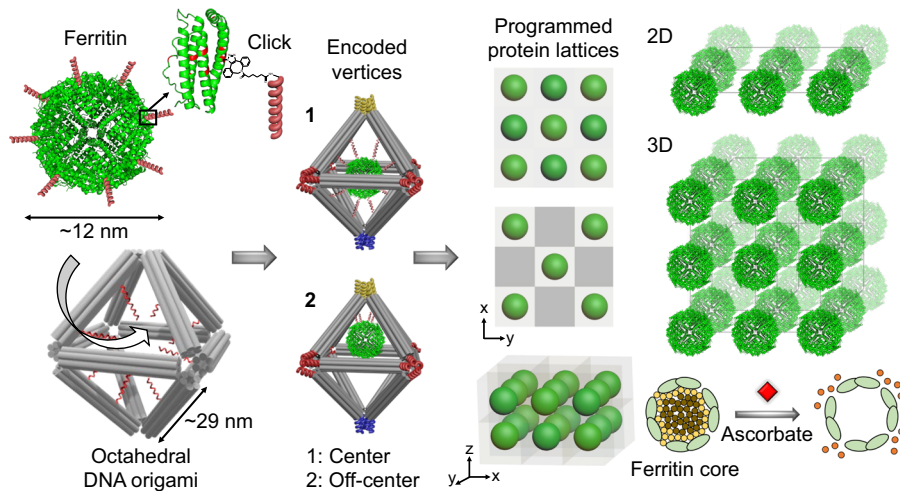 Ferritin
Click
~12 nm
~29 nm
Octahedral
DNA origami
Encoded
vertices
1
2
1: Center
2: Off-center
Programmed
protein lattices
x
y
z
y
x
2D
3D
Ascorbate
Ferritin core